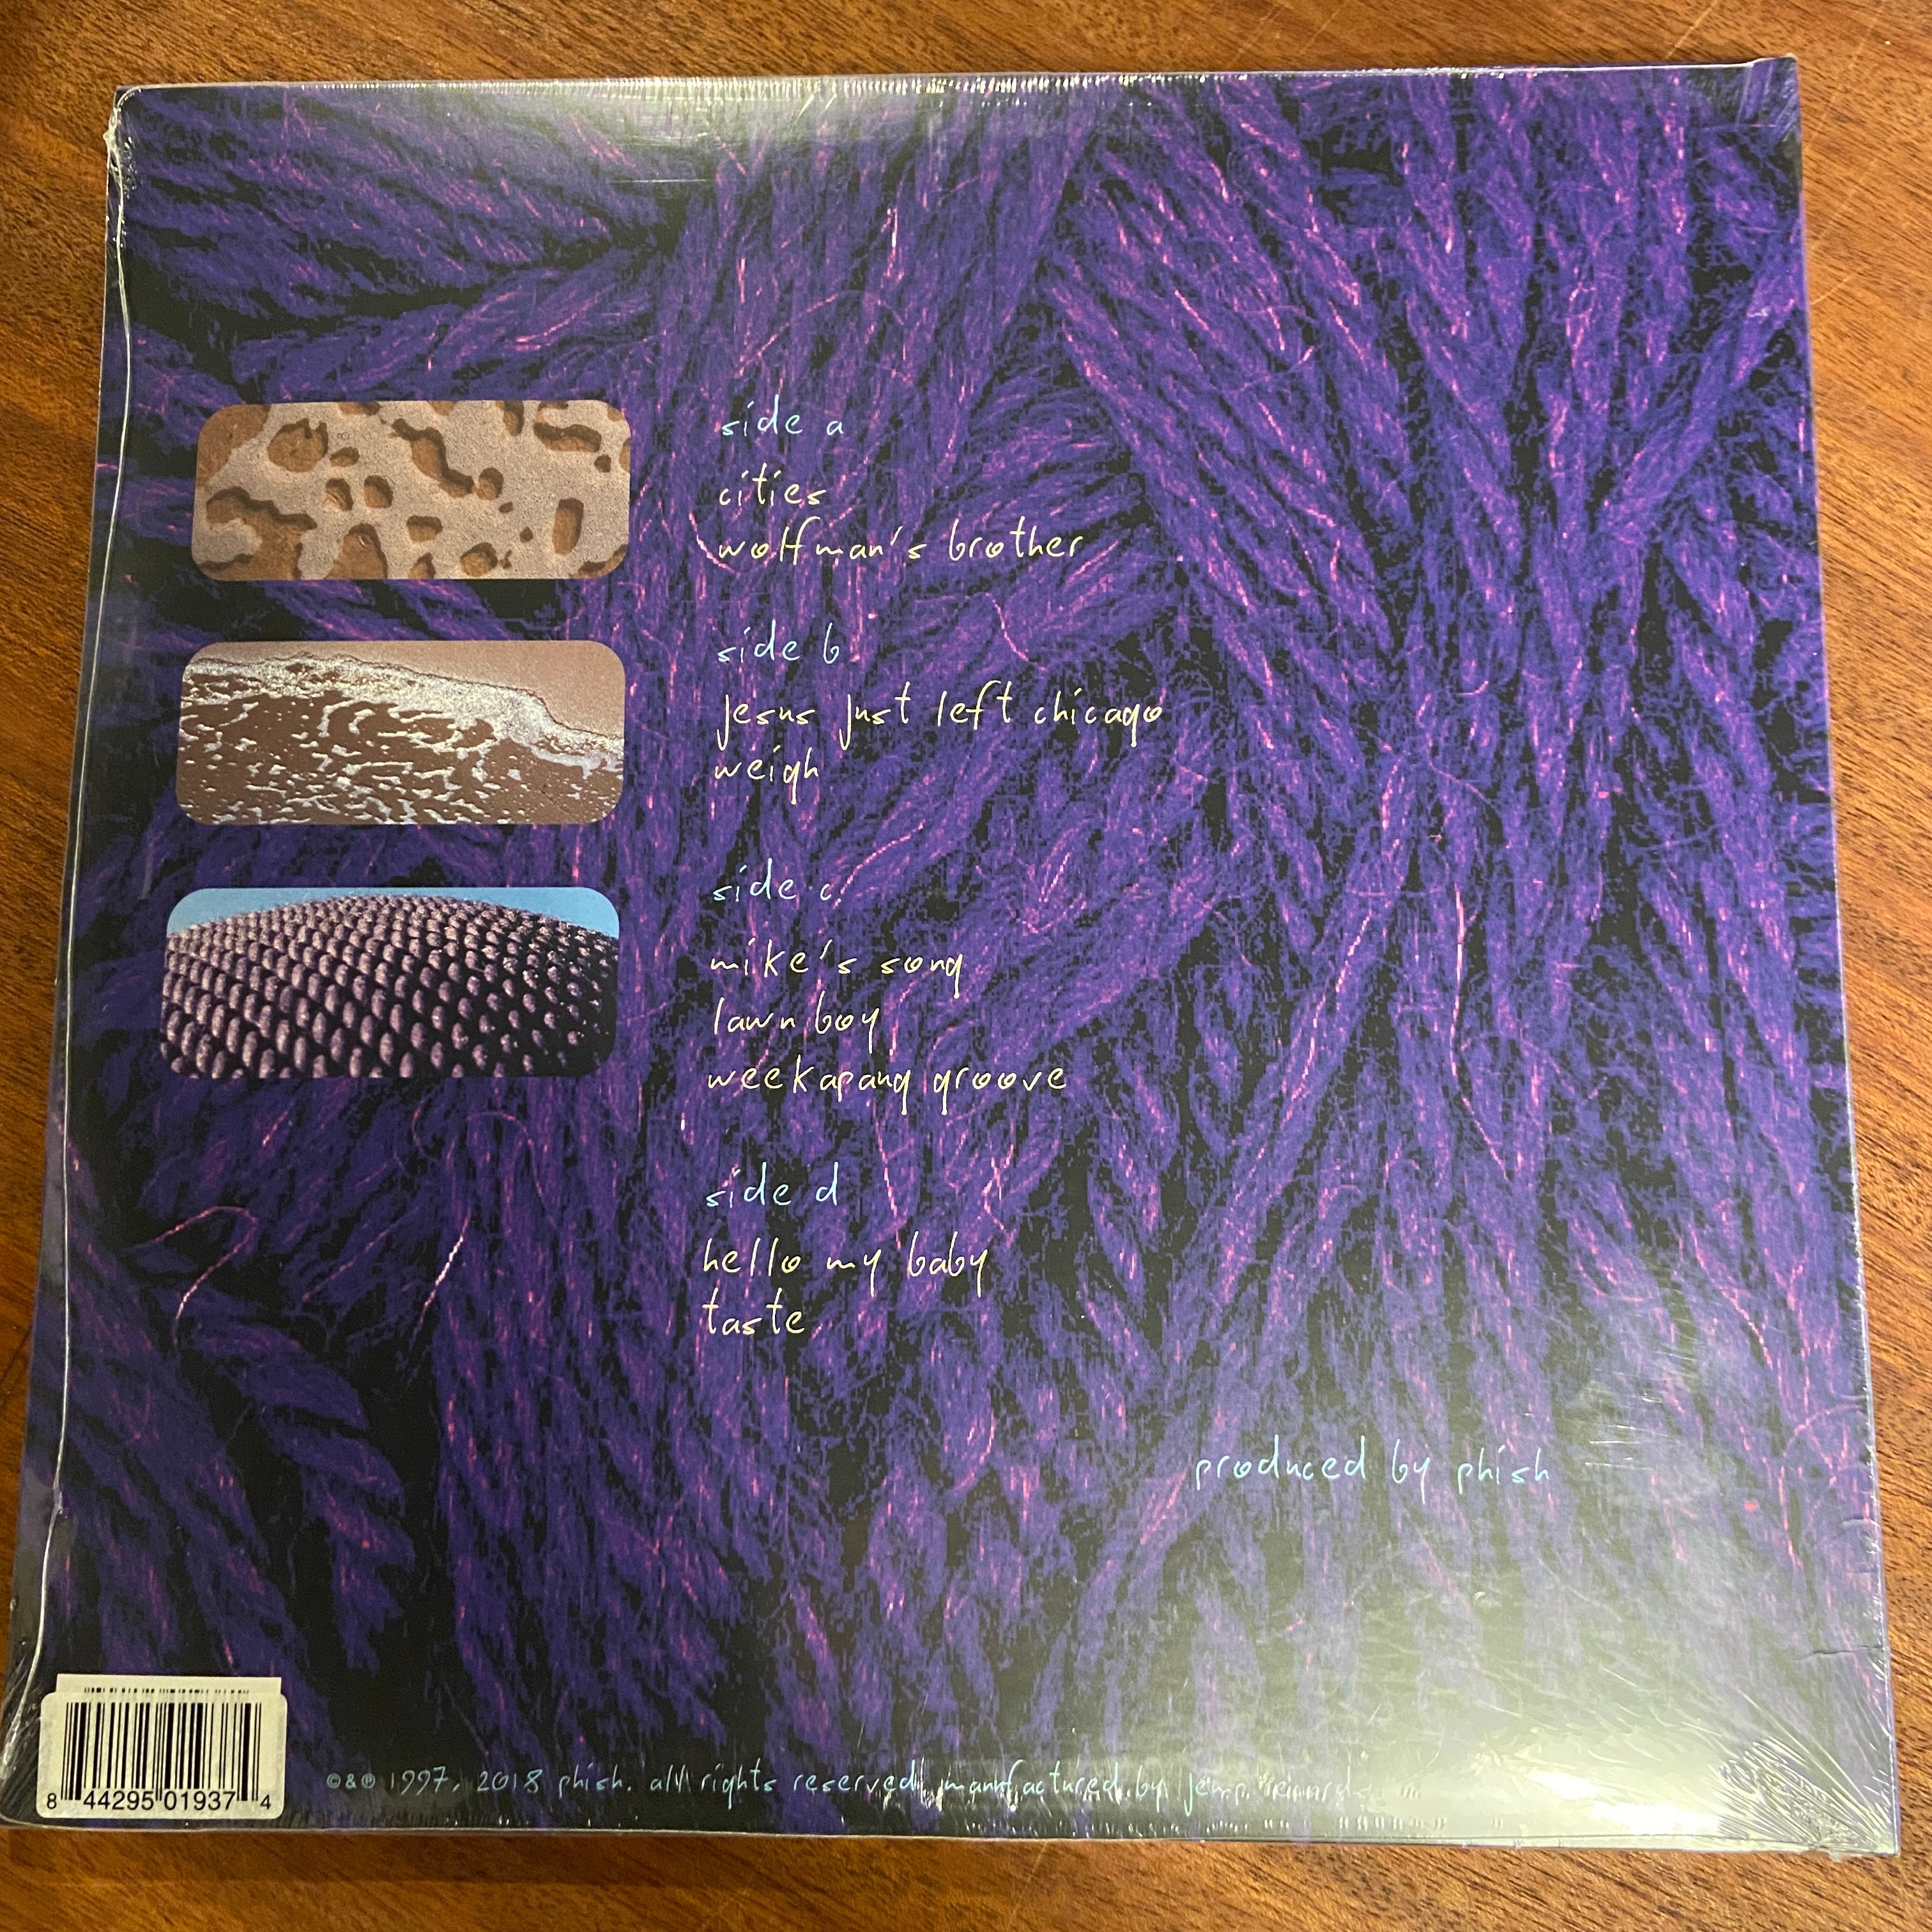 side a
cities
wolfman's brother
side b
jesus just left chicago
weigh
side c
mike's song
lawn boy
weekapaug groove
side d
hello my baby
taste
produced by phish
8 44295 01937 4
©&℗ 1997, 2018 phish. all rights reserved. manufactured by jemp records